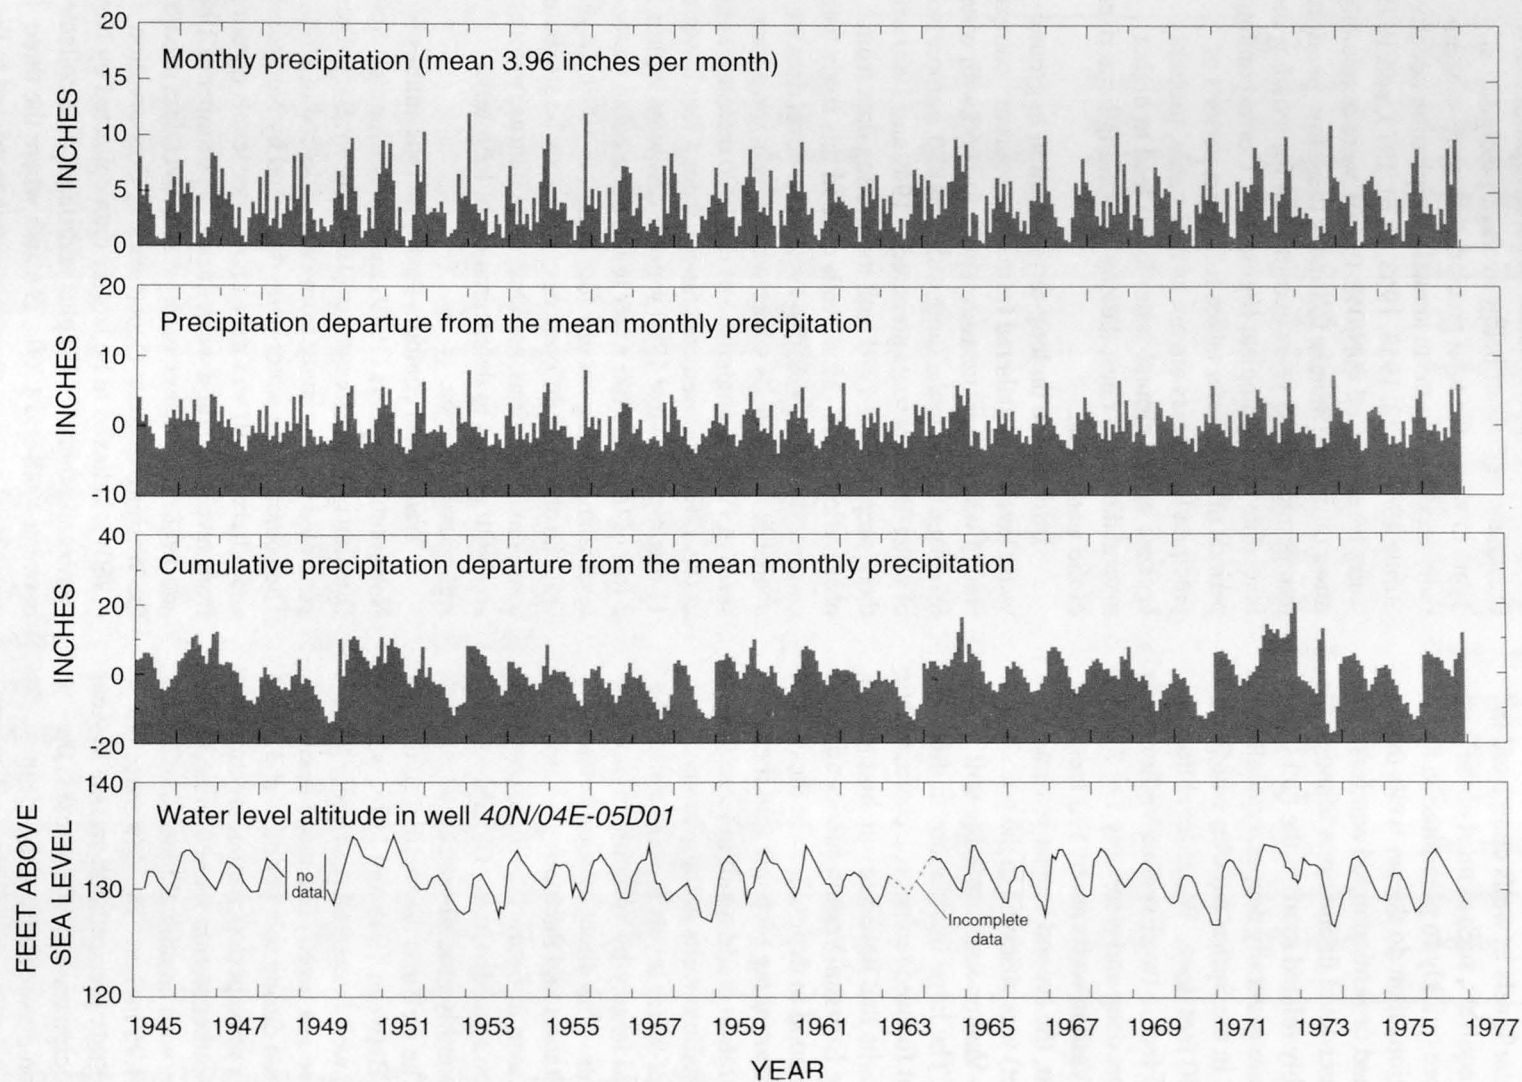 20
15
10
5
0
INCHES
Monthly precipitation (mean 3.96 inches per month)
20
10
0
-10
INCHES
Precipitation departure from the mean monthly precipitation
40
20
0
-20
INCHES
Cumulative precipitation departure from the mean monthly precipitation
140
130
120
FEET ABOVE
SEA LEVEL
Water level altitude in well 40N/04E-05D01
no
data
Incomplete
data
1945 1947 1949 1951 1953 1955 1957 1959 1961 1963 1965 1967 1969 1971 1973 1975 1977
YEAR